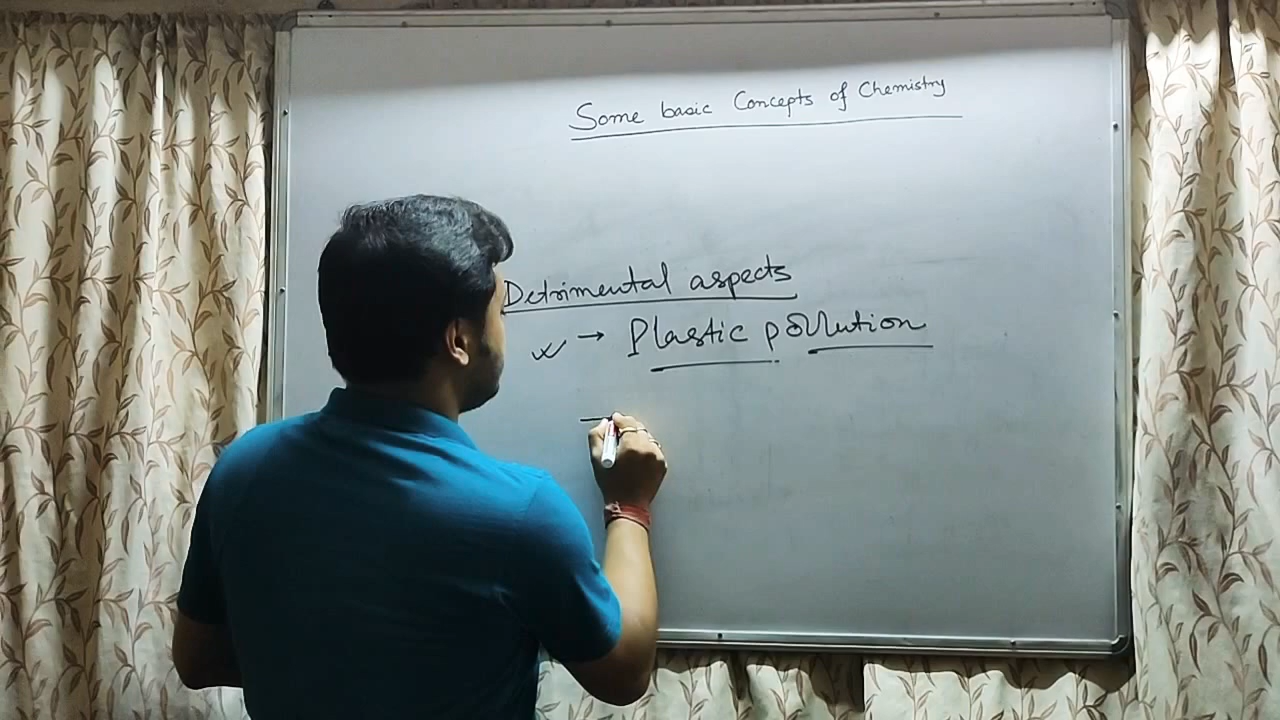 Some basic Concepts of Chemistry
Detrimental aspects
→ Plastic pollution